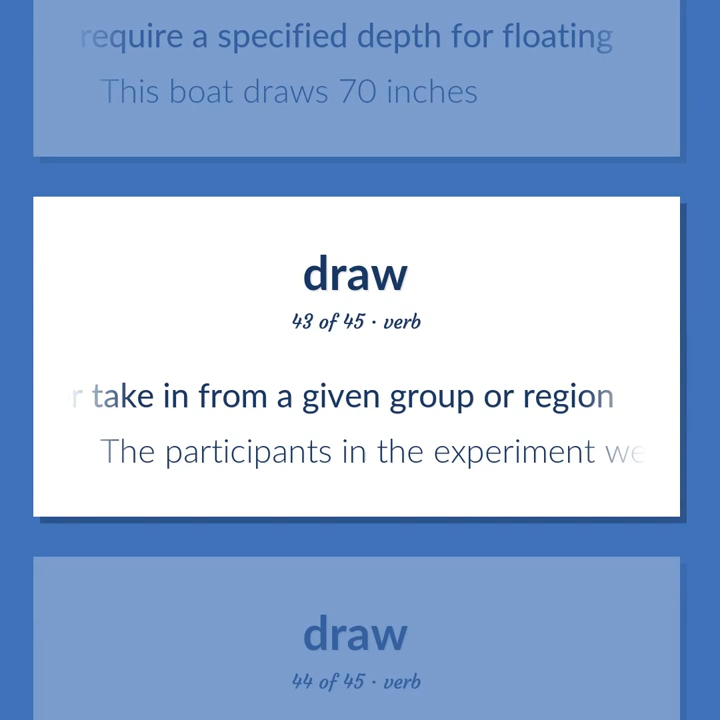 require a specified depth for floating
This boat draws 70 inches
draw
43 of 45 · verb
r take in from a given group or region
The participants in the experiment we
draw
44 of 45 · verb